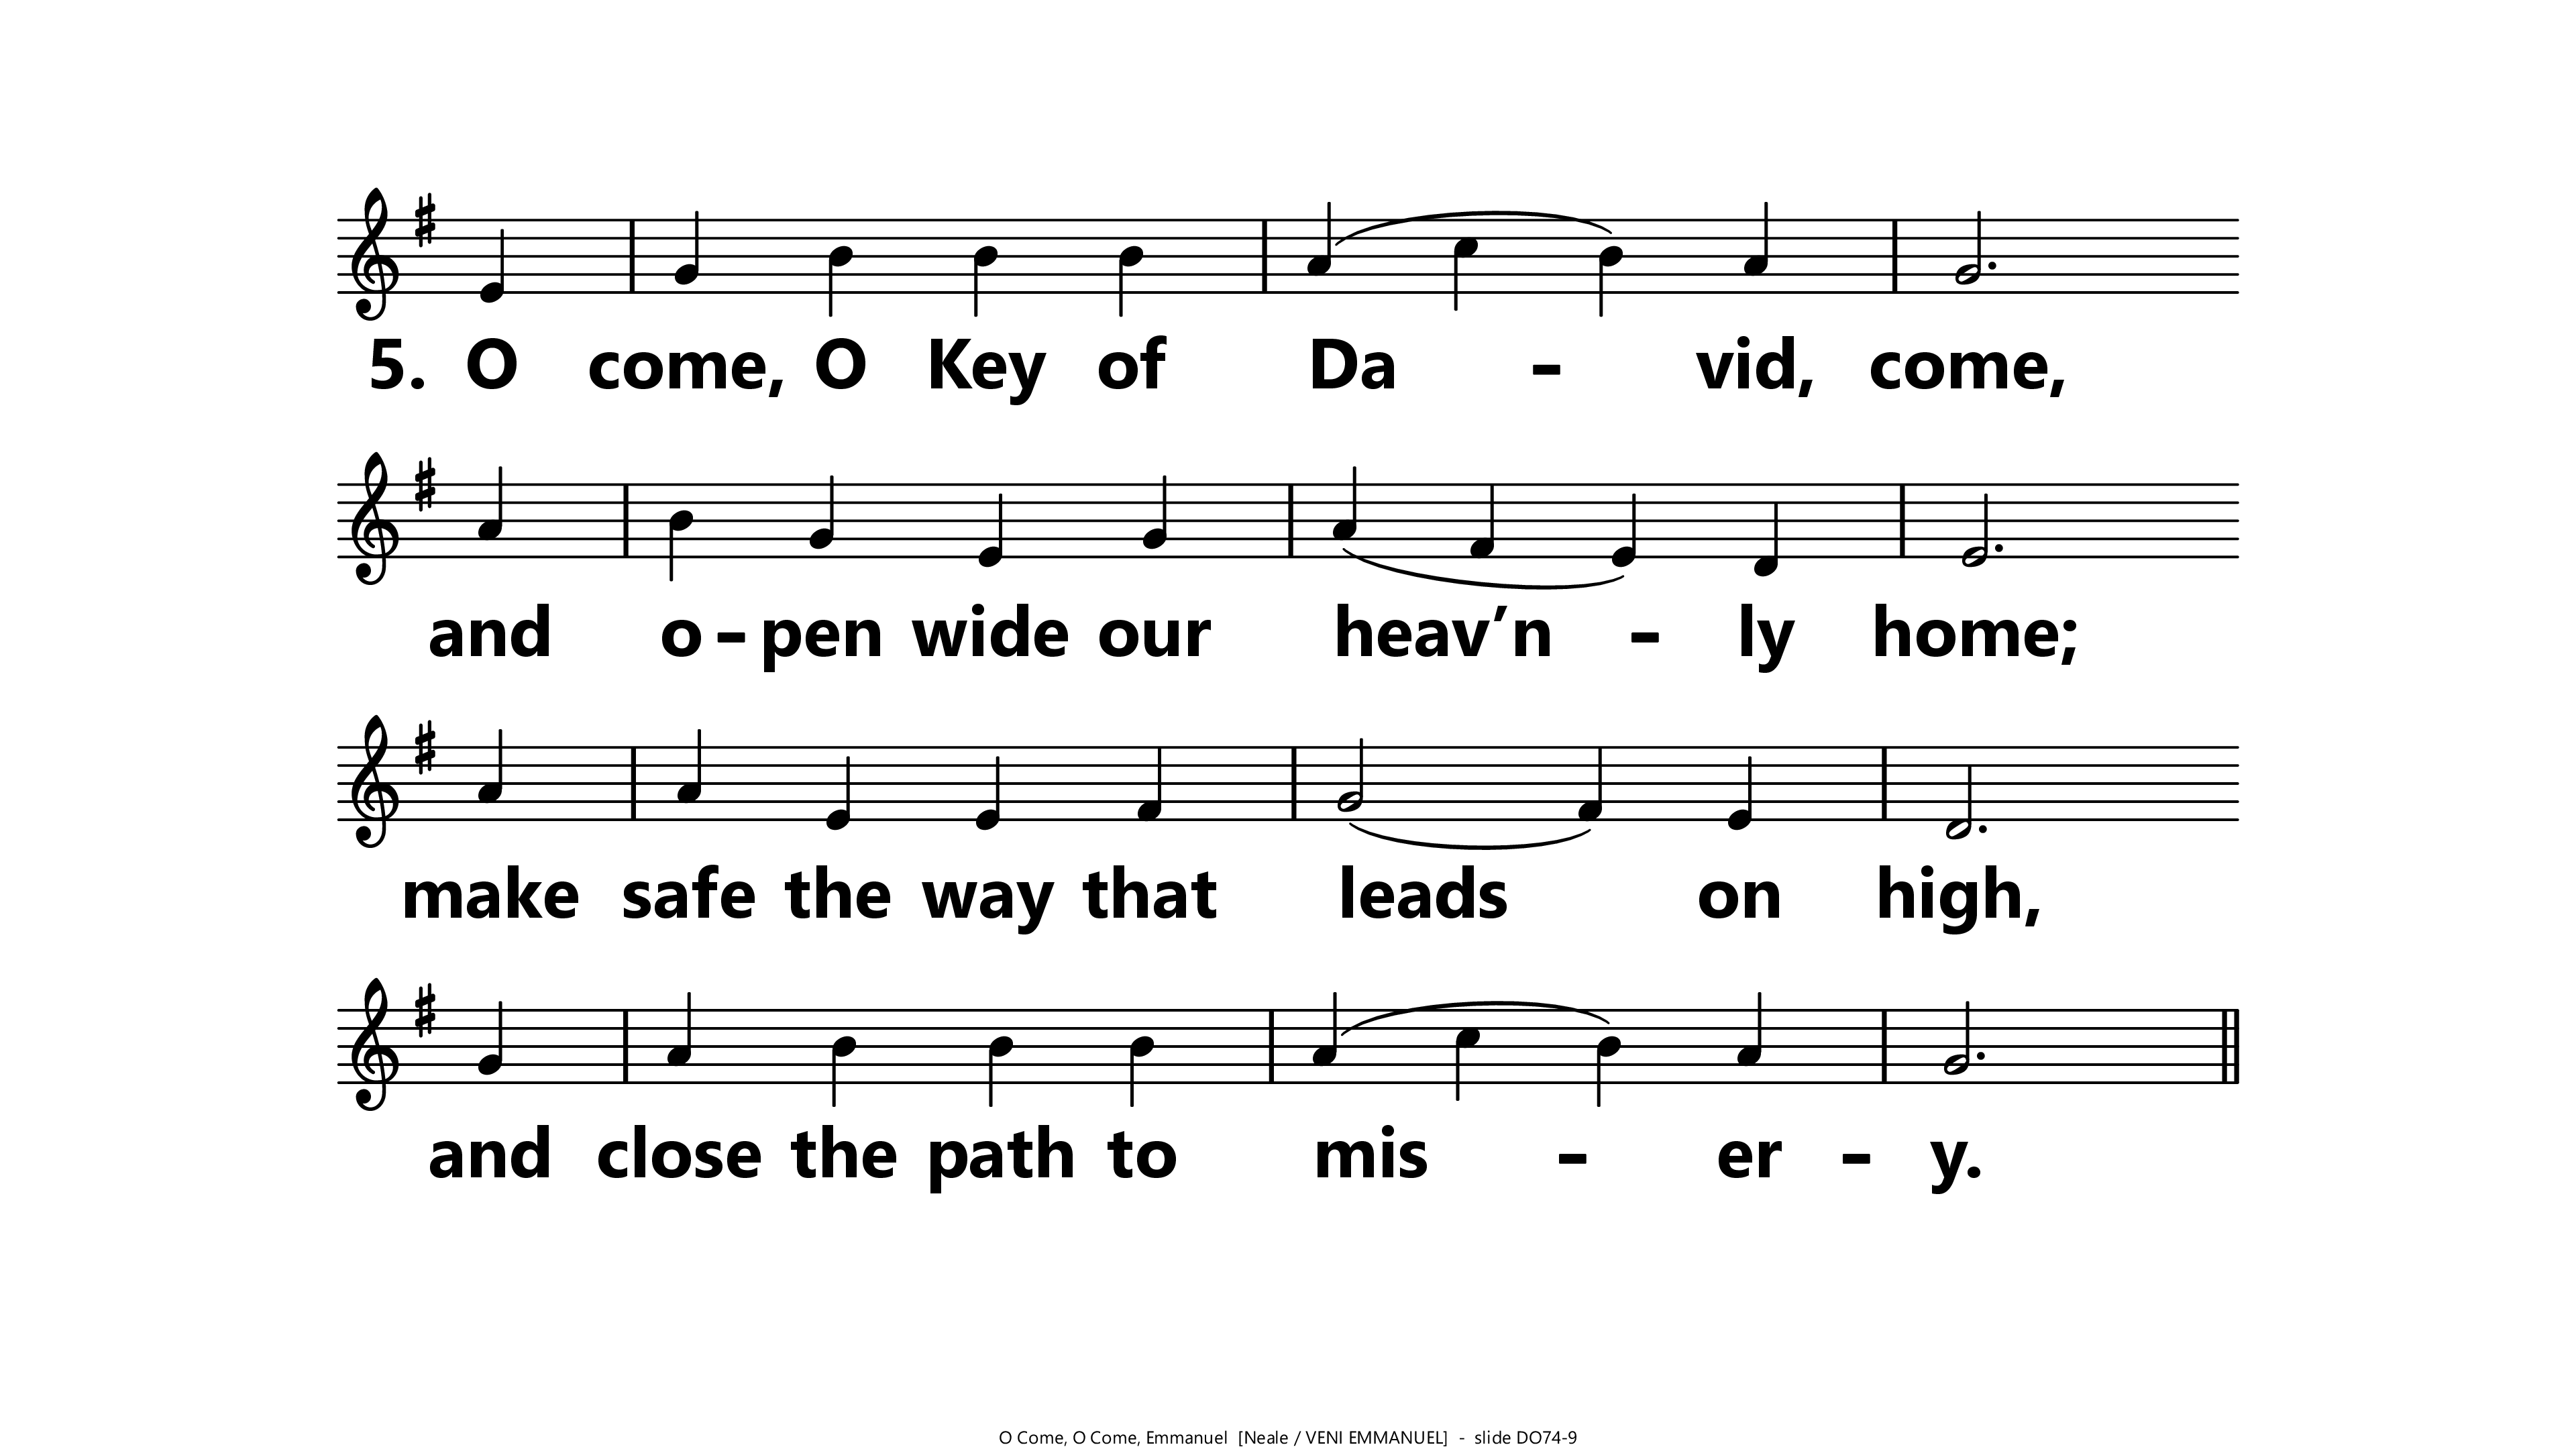 5. O come, O Key of Da - vid, come,
and o - pen wide our heav’n - ly home;
make safe the way that leads on high,
and close the path to mis - er - y.
O Come, O Come, Emmanuel [Neale / VENI EMMANUEL] - slide DO74-9